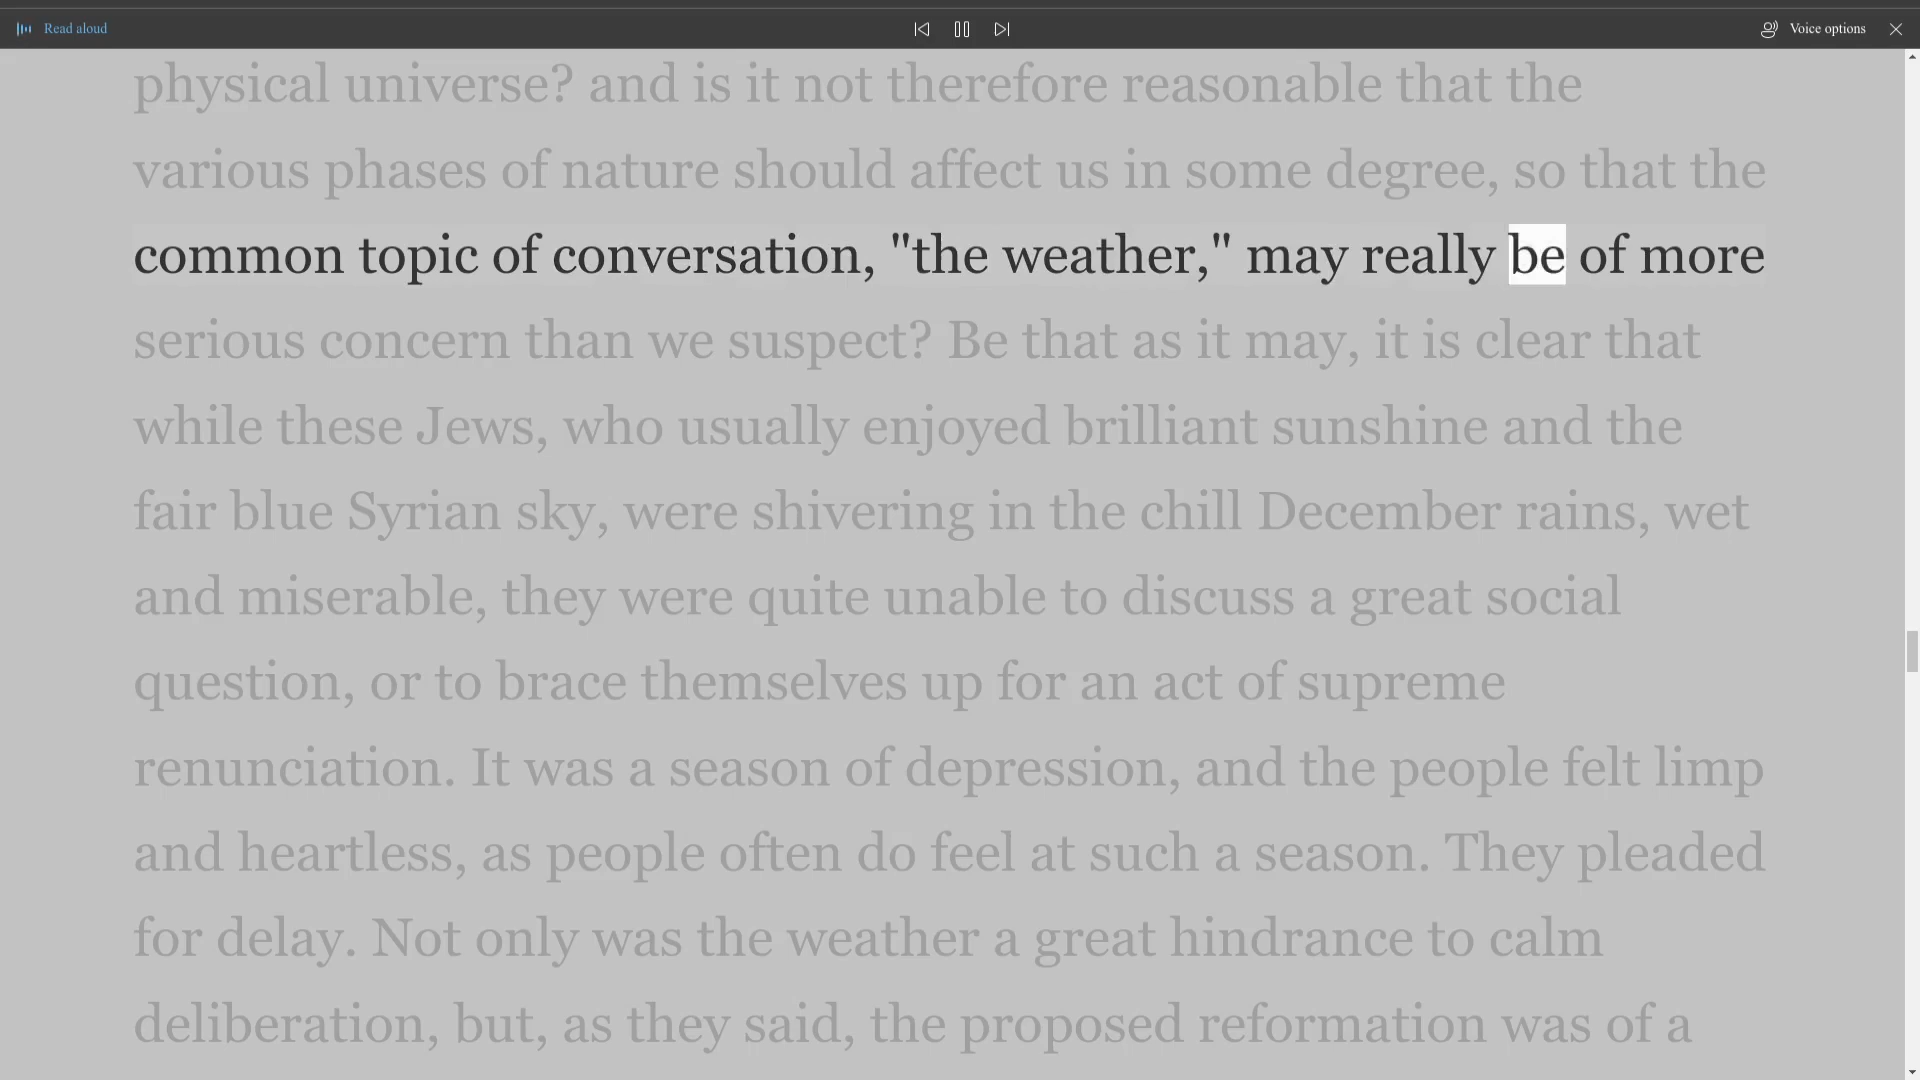 Read aloud
Voice options
physical universe? and is it not therefore reasonable that the
various phases of nature should affect us in some degree, so that the
common topic of conversation, "the weather," may really be of more
serious concern than we suspect? Be that as it may, it is clear that
while these Jews, who usually enjoyed brilliant sunshine and the
fair blue Syrian sky, were shivering in the chill December rains, wet
and miserable, they were quite unable to discuss a great social
question, or to brace themselves up for an act of supreme
renunciation. It was a season of depression, and the people felt limp
and heartless, as people often do feel at such a season. They pleaded
for delay. Not only was the weather a great hindrance to calm
deliberation, but, as they said, the proposed reformation was of a